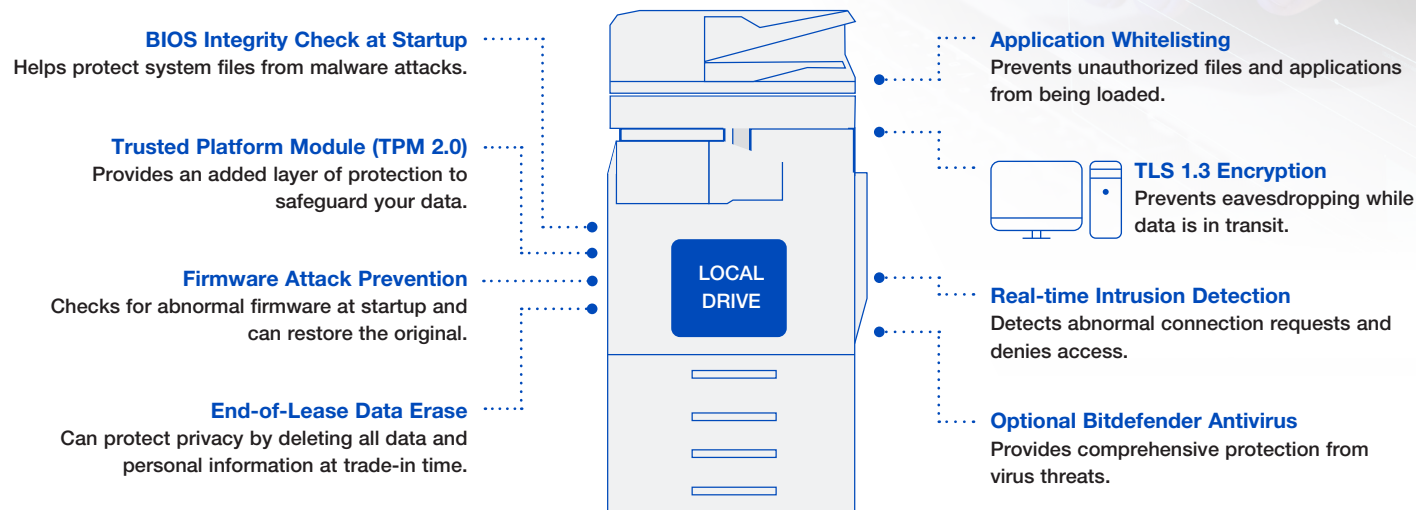 BIOS Integrity Check at Startup
Helps protect system files from malware attacks.
Trusted Platform Module (TPM 2.0)
Provides an added layer of protection to
safeguard your data.
Firmware Attack Prevention
Checks for abnormal firmware at startup and
can restore the original.
End-of-Lease Data Erase
Can protect privacy by deleting all data and
personal information at trade-in time.
LOCAL
DRIVE
Application Whitelisting
Prevents unauthorized files and applications
from being loaded.
TLS 1.3 Encryption
Prevents eavesdropping while
data is in transit.
Real-time Intrusion Detection
Detects abnormal connection requests and
denies access.
Optional Bitdefender Antivirus
Provides comprehensive protection from
virus threats.